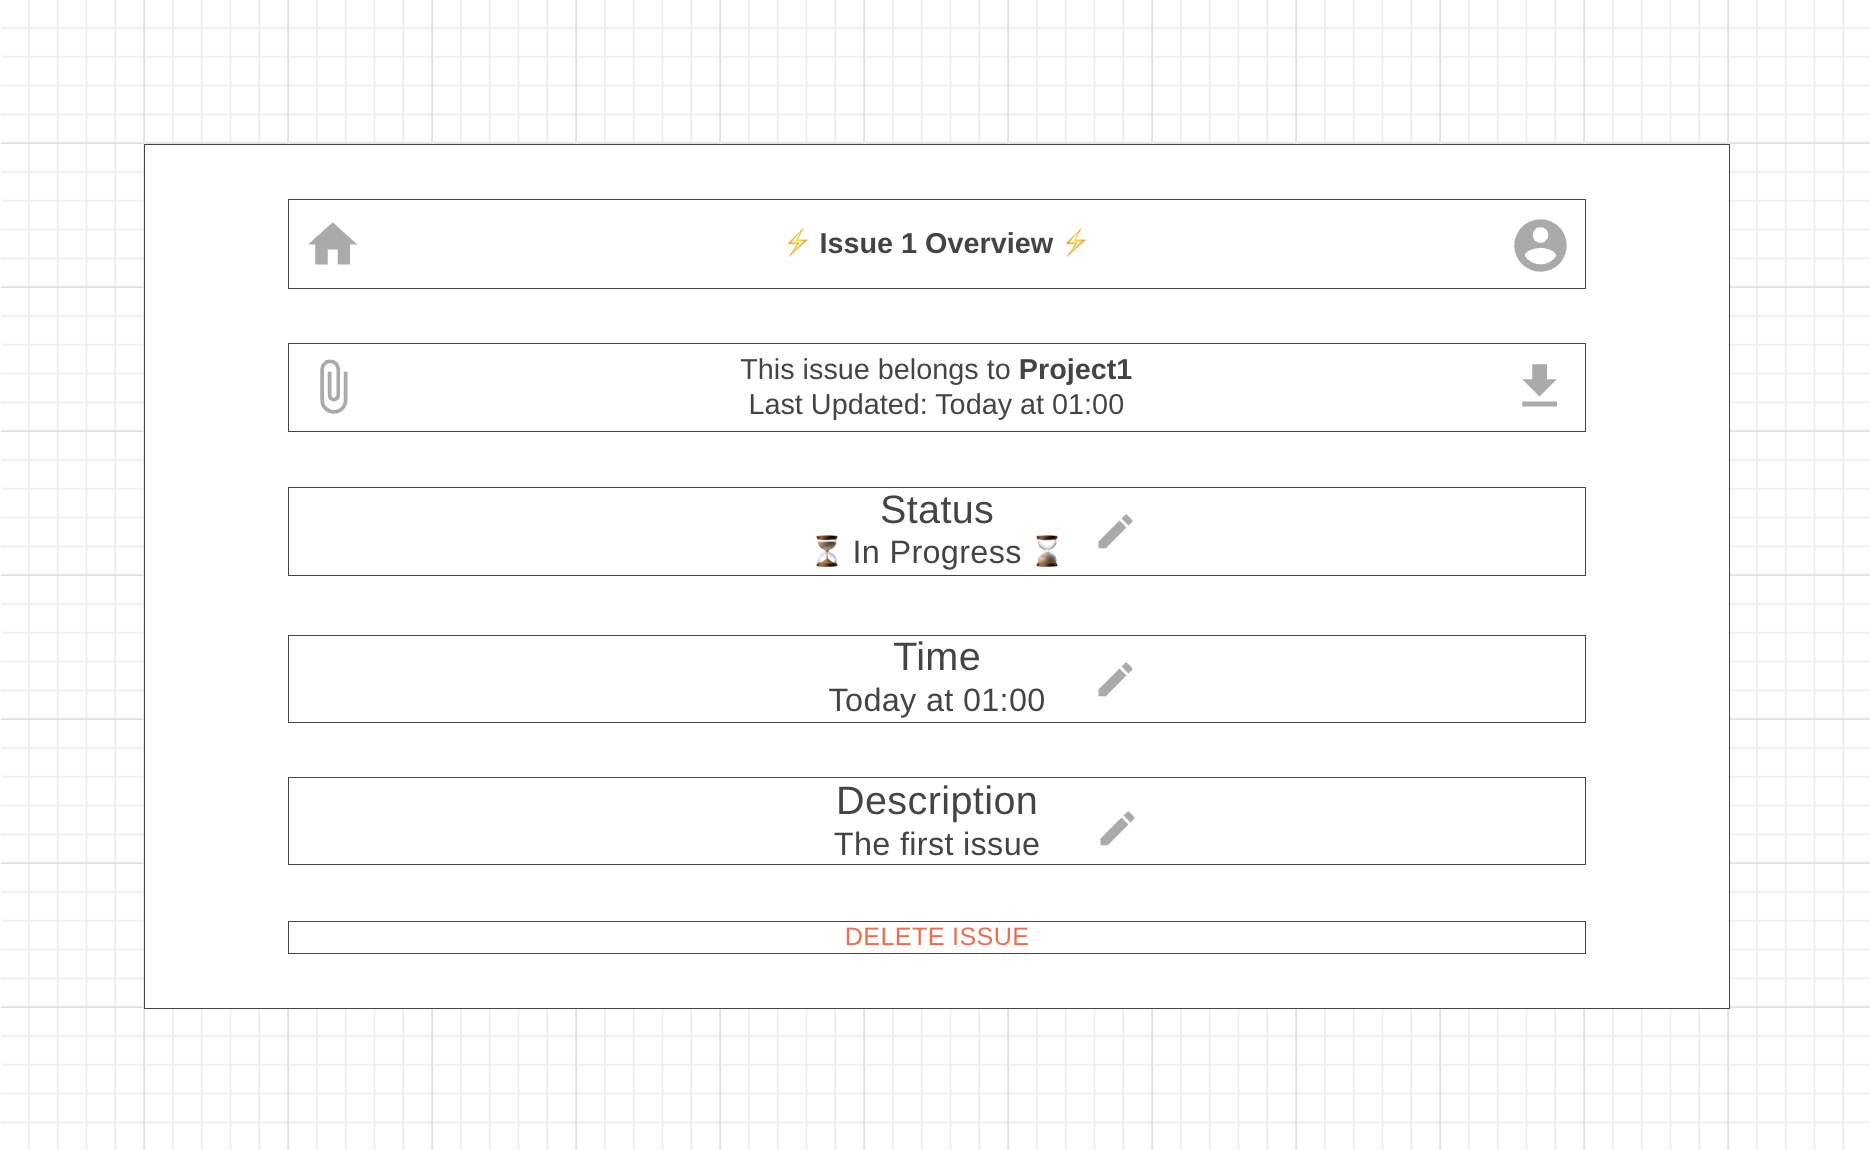 ⚡ Issue 1 Overview ⚡
This issue belongs to Project1
Last Updated: Today at 01:00
Status
⏳ In Progress ⌛
Time
Today at 01:00
Description
The first issue
DELETE ISSUE